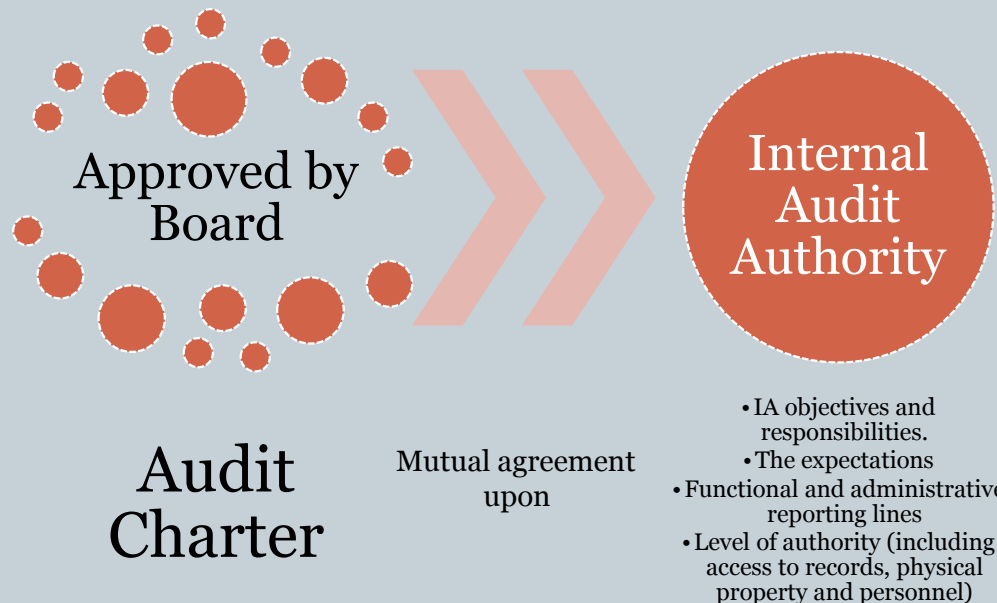 Approved by
Board
Internal
Audit
Authority
Audit
Charter
Mutual agreement
upon
•IA objectives and
responsibilities.
•The expectations
•Functional and administrative
reporting lines
•Level of authority (including
access to records, physical
property and personnel)